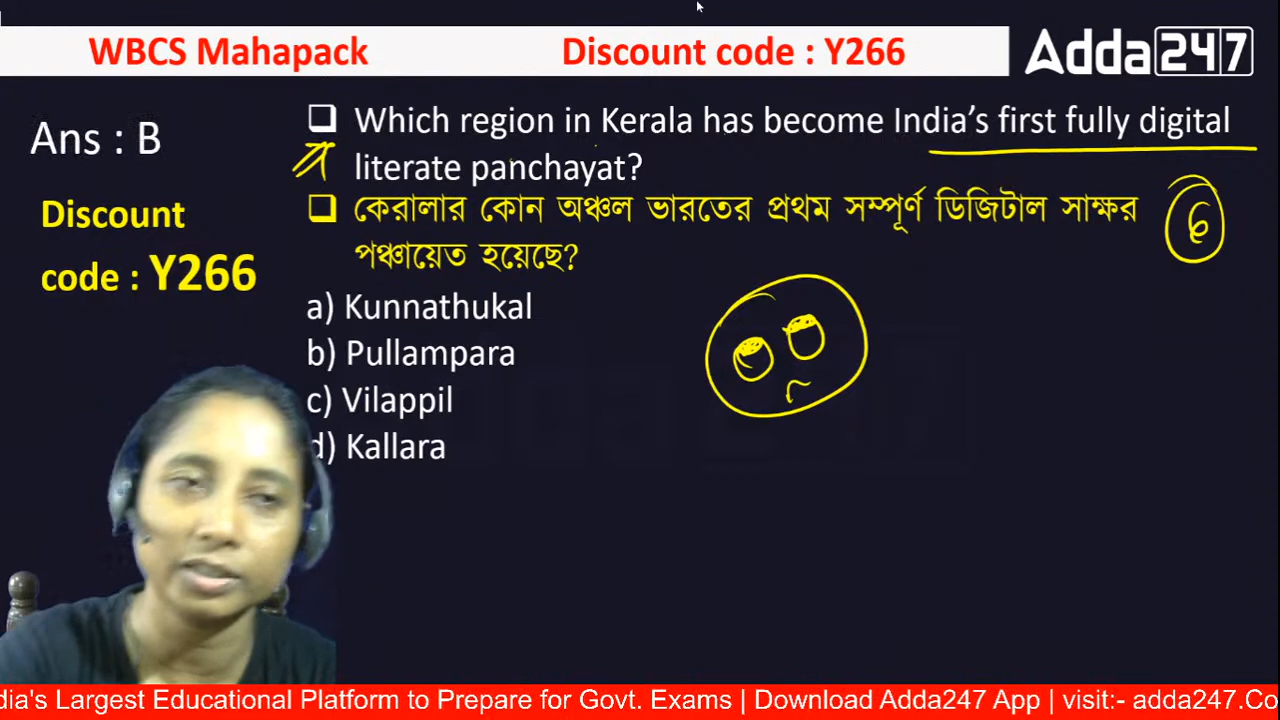 WBCS Mahapack Discount code : Y266 Adda247
Ans : B
Discount
code : Y266
Which region in Kerala has become India's first fully digital
literate panchayat?
কেরালার কোন অঞ্চল ভারতের প্রথম সম্পূর্ণ ডিজিটাল সাক্ষর
পঞ্চায়েত হয়েছে?
a) Kunnathukal
b) Pullampara
c) Vilappil
d) Kallara
dia's Largest Educational Platform to Prepare for Govt. Exams | Download Adda247 App | visit:- adda247.Co